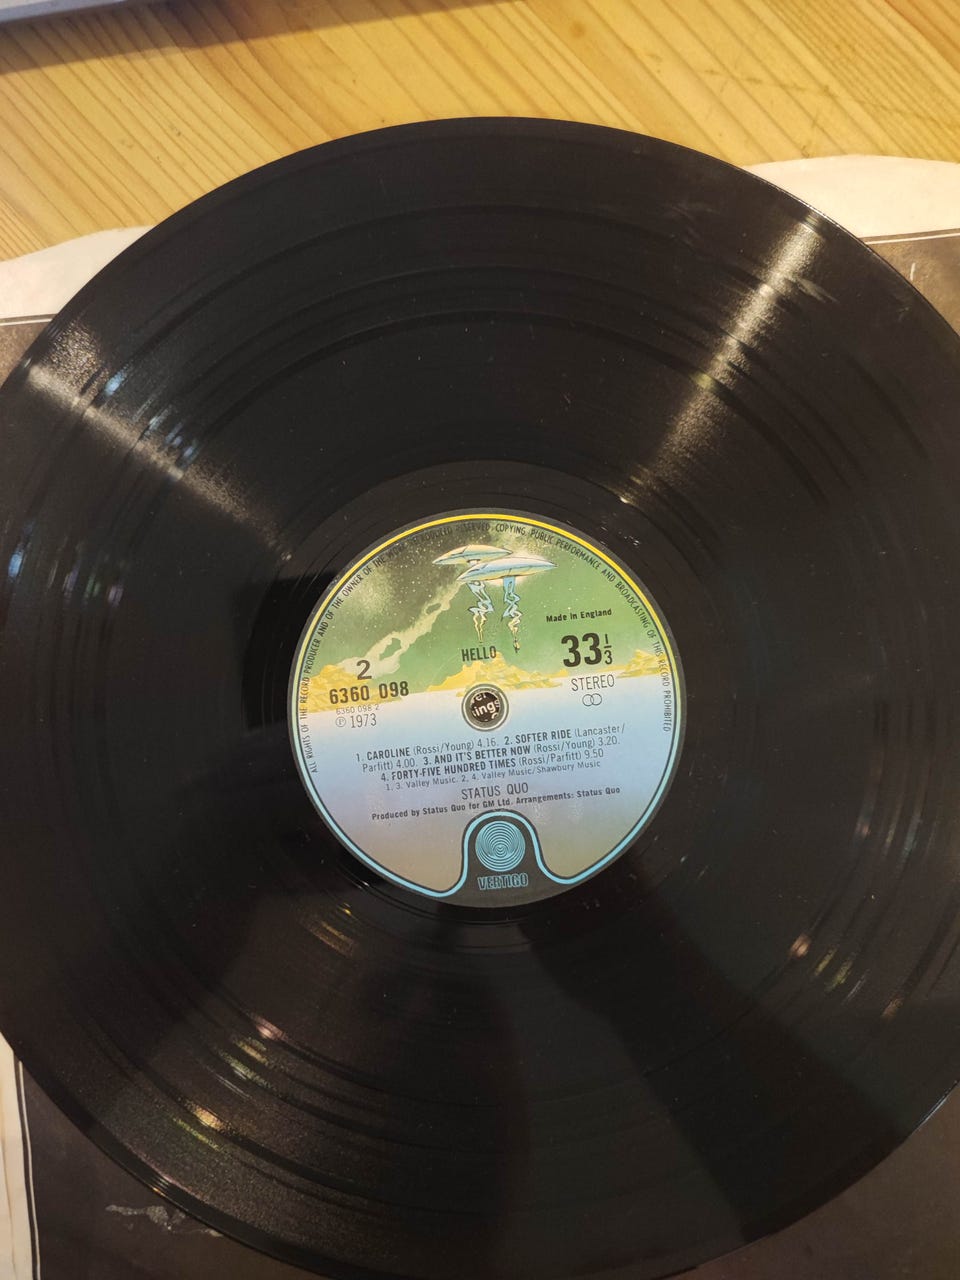 ALL RIGHTS OF THE RECORD PRODUCER AND OF THE OWNER OF THE WORK REPRODUCED RESERVED. COPYING, PUBLIC PERFORMANCE AND BROADCASTING OF THIS RECORD PROHIBITED
Made in England
HELLO
33 1/3
2
6360 098
STEREO
6360 098 2
℗ 1973
ings
1. CAROLINE (Rossi/Young) 4.16. 2. SOFTER RIDE (Lancaster/
Parfitt) 4.00. 3. AND IT'S BETTER NOW (Rossi/Young) 3.20.
4. FORTY-FIVE HUNDRED TIMES (Rossi/Parfitt) 9.50
1, 3. Valley Music. 2, 4. Valley Music/Shawbury Music
STATUS QUO
Produced by Status Quo for GM Ltd. Arrangements: Status Quo
VERTIGO